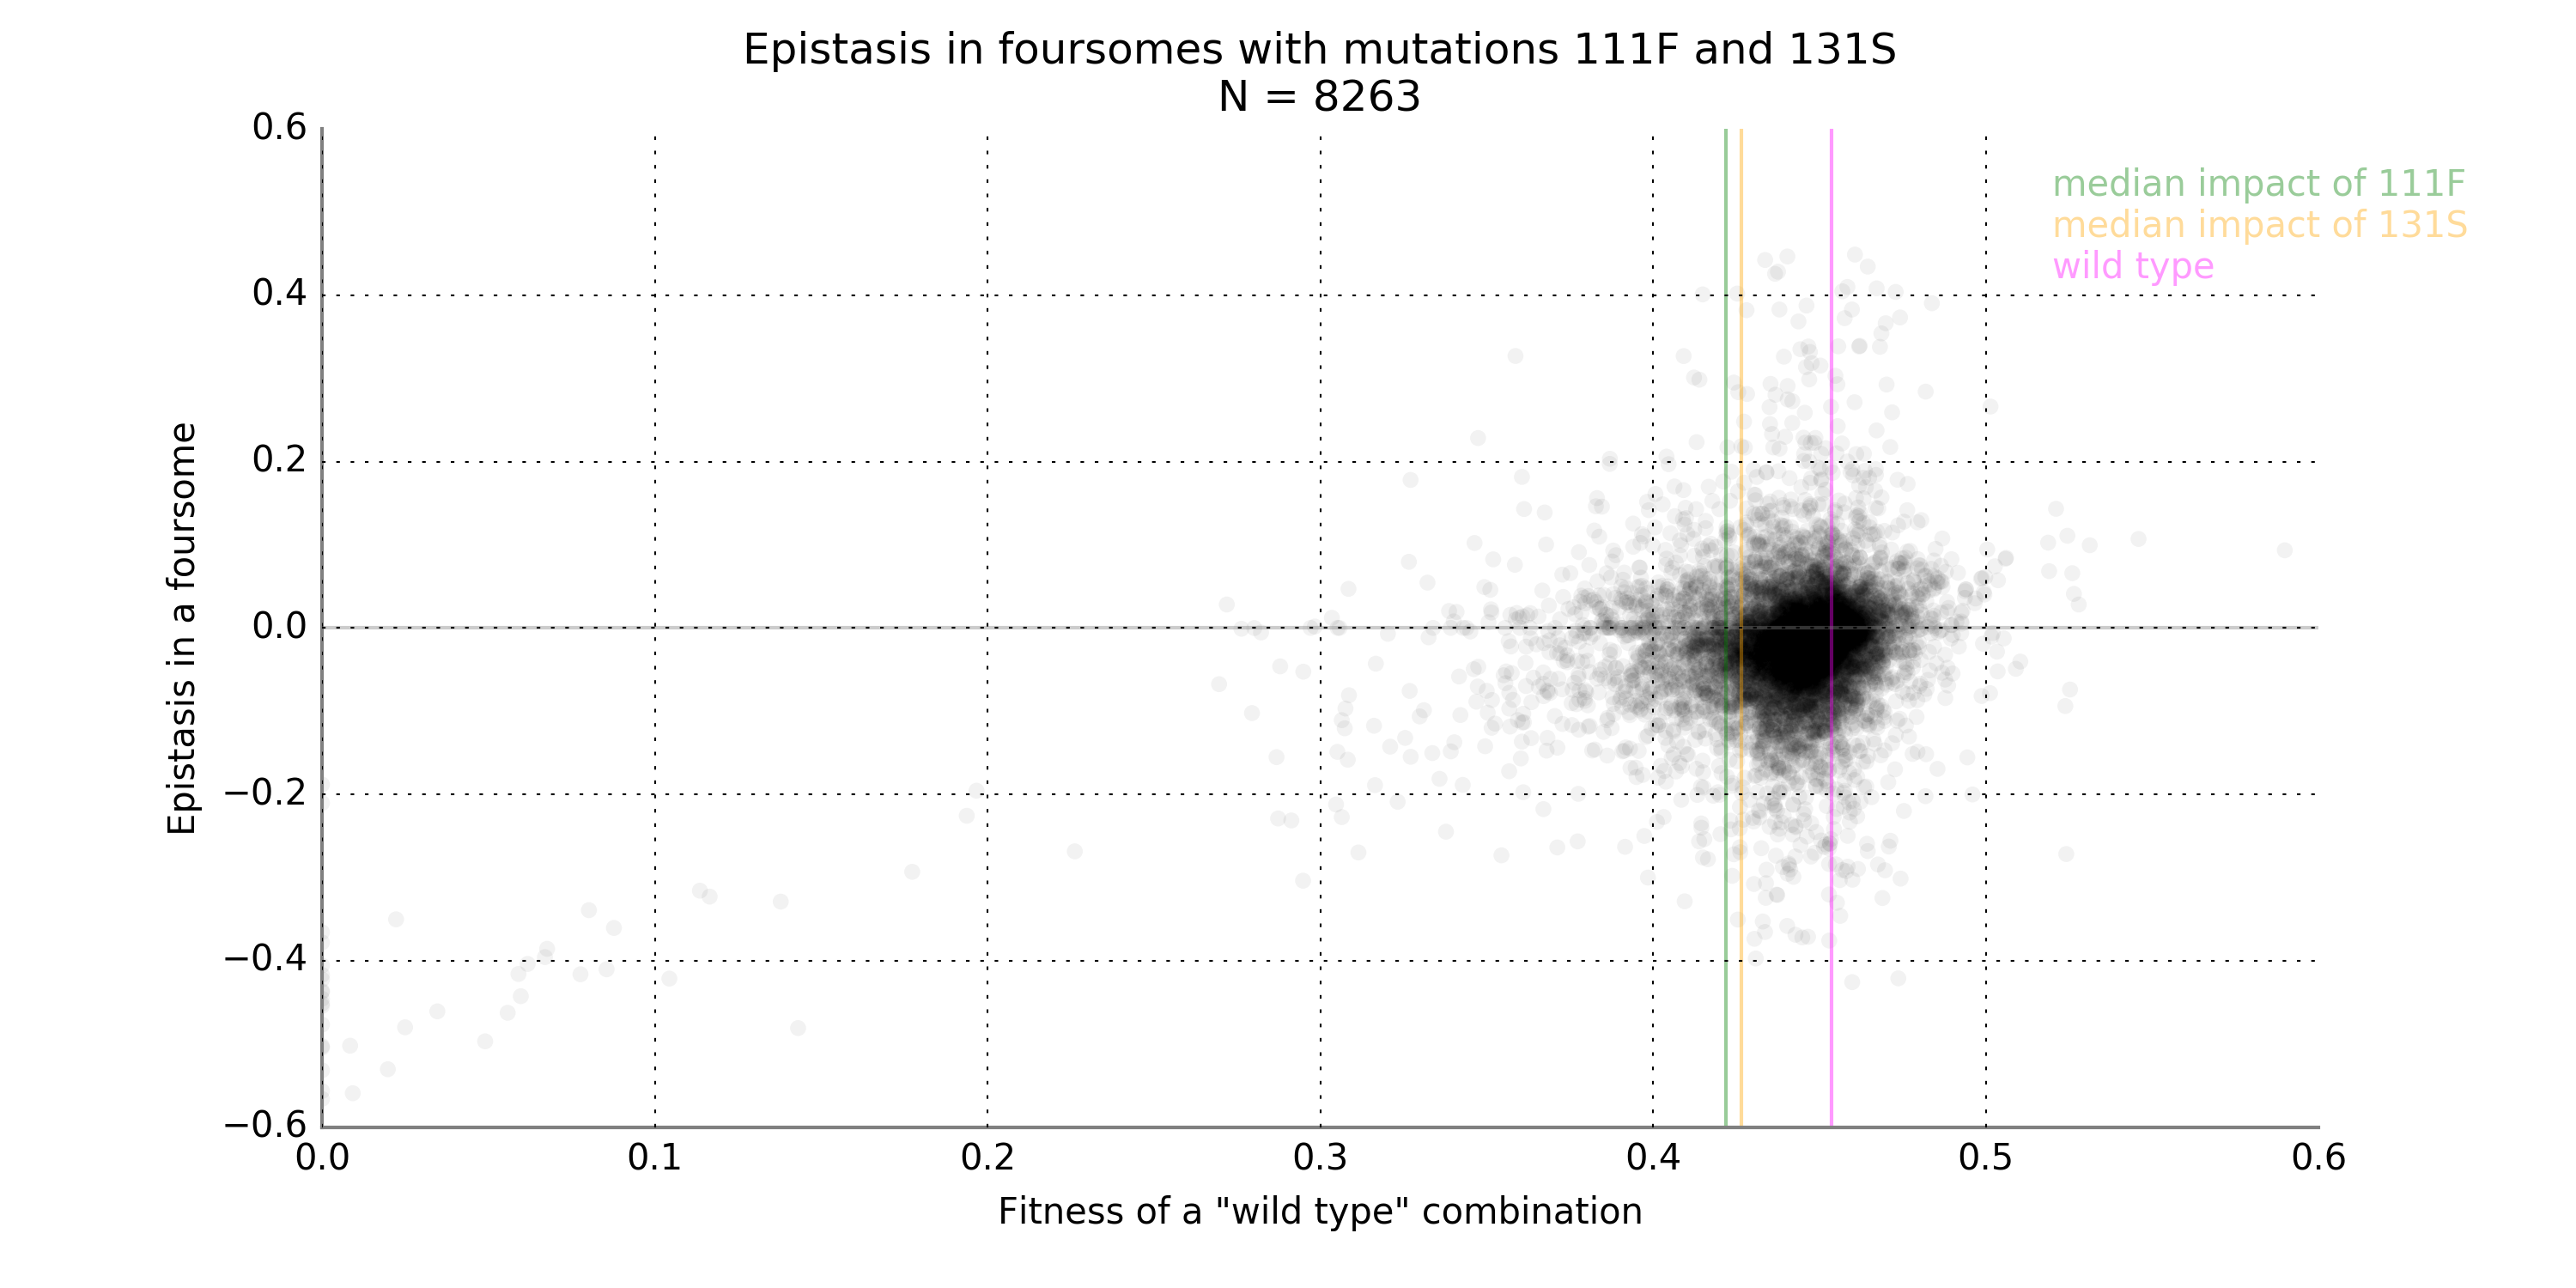 Epistasis in foursomes with mutations 111F and 131S
N = 8263
median impact of 111F
median impact of 131S
wild type
Epistasis in a foursome
0.6
0.4
0.2
0.0
−0.2
−0.4
−0.6
0.0 0.1 0.2 0.3 0.4 0.5 0.6
Fitness of a "wild type" combination